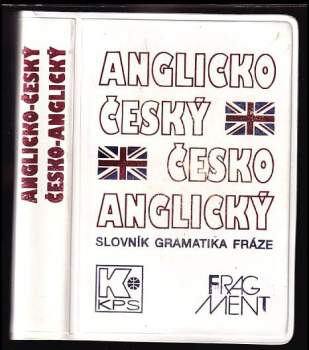 ANGLICKO-ČESKÝ
ČESKO-ANGLICKÝ
ANGLICKO
ČESKÝ
ČESKO
ANGLICKÝ
SLOVNÍK GRAMATIKA FRÁZE
K
KPS
FRAG
MENT